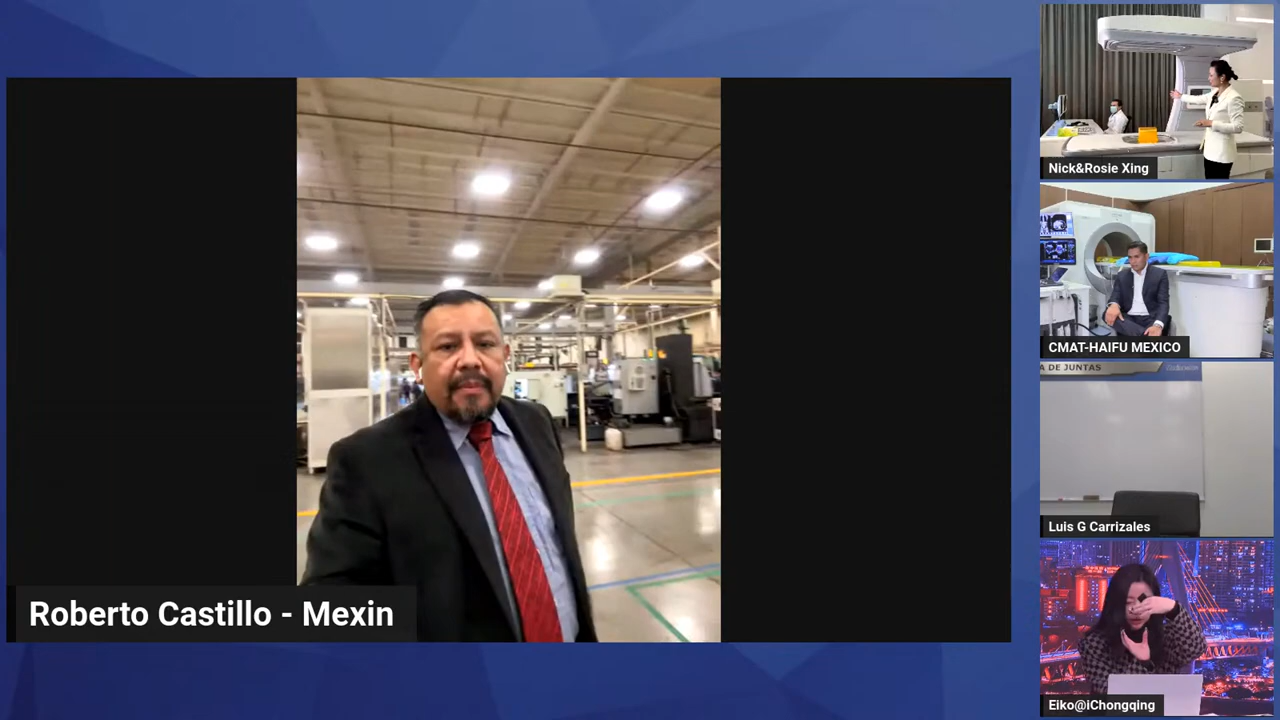 Roberto Castillo - Mexin
Nick&Rosie Xing
CMAT-HAIFU MEXICO
A DE JUNTAS
Luis G Carrizales
Eiko@iChongqing